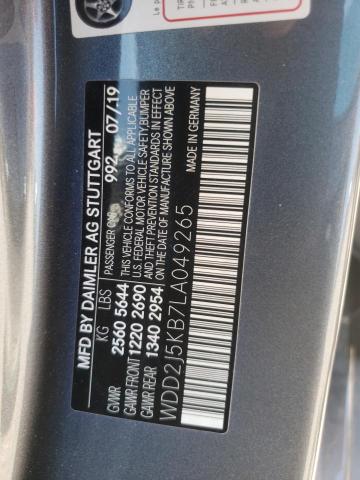 MFD BY DAIMLER AG STUTTGART
KG LBS PASSENGER CAR 992 07/19
GVWR 2560 5644 THIS VEHICLE CONFORMS TO ALL APPLICABLE
GAWR FRONT 1220 2690 U.S. FEDERAL MOTOR VEHICLE SAFETY,BUMPER
GAWR REAR 1340 2954 AND THEFT PREVENTION STANDARDS IN EFFECT
ON THE DATE OF MANUFACTURE SHOWN ABOVE
WDD2J5KB7LA049265 MADE IN GERMANY